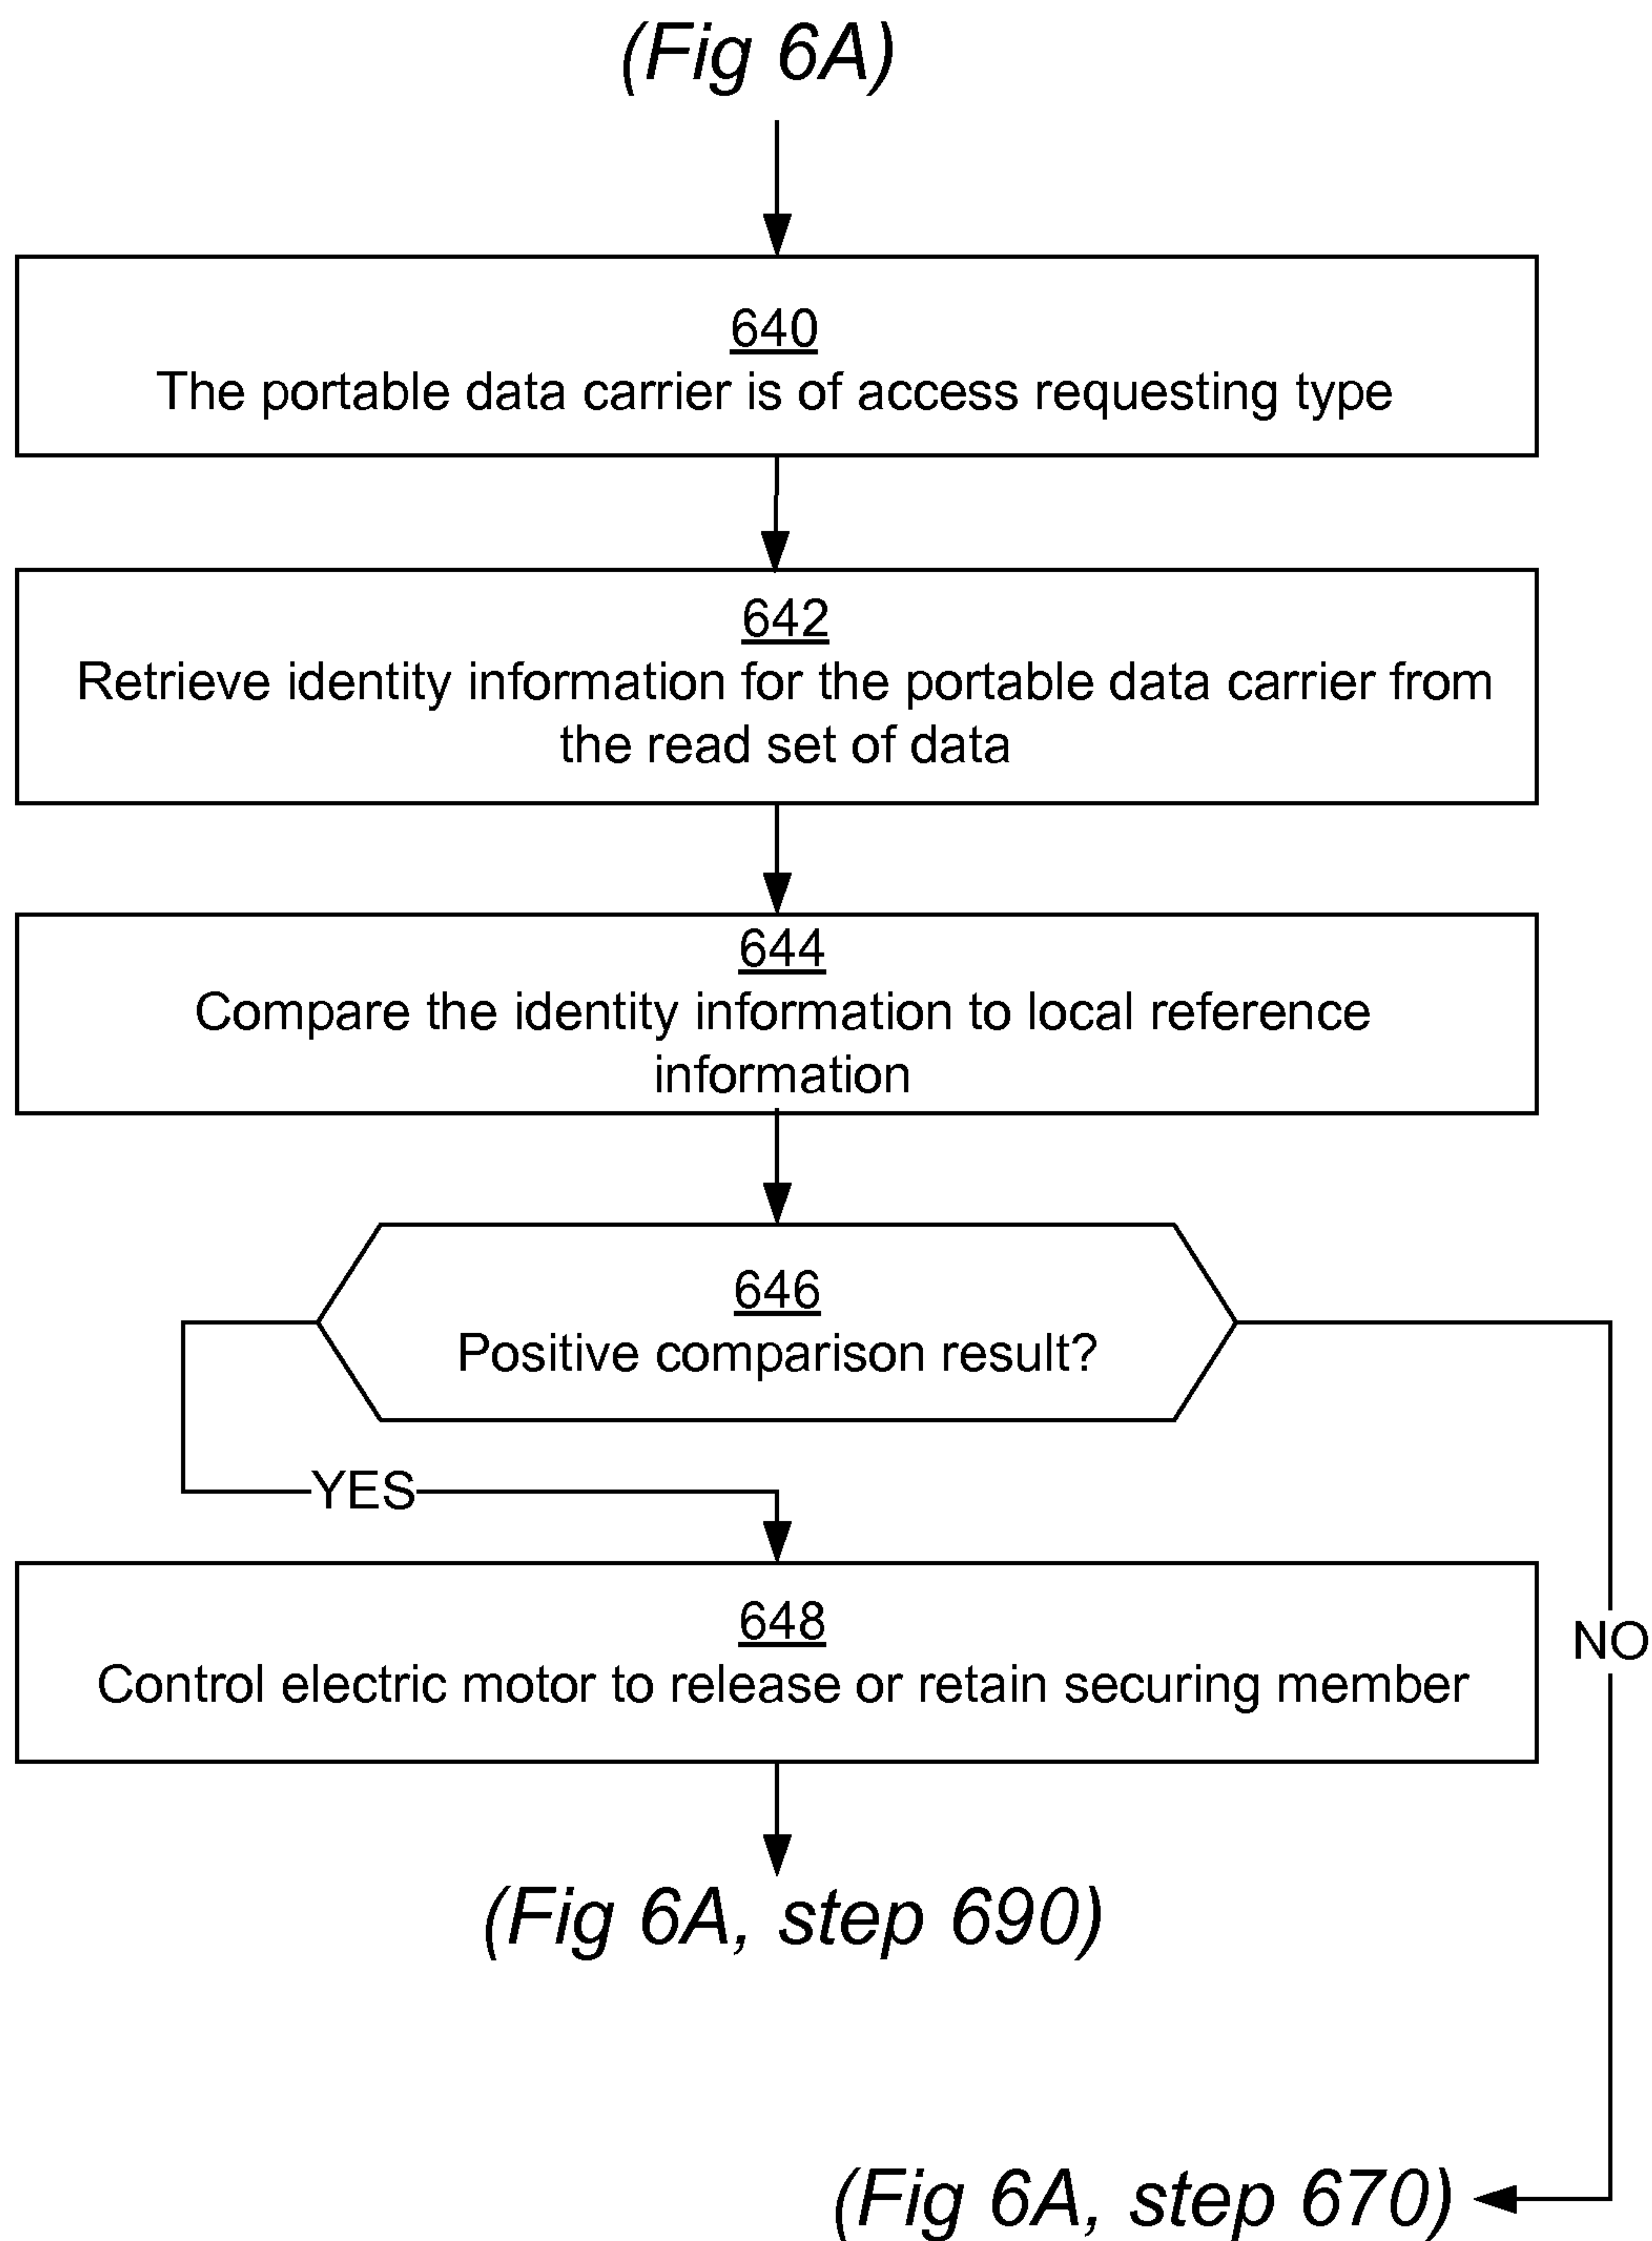 (Fig 6A)
640
The portable data carrier is of access requesting type
642
Retrieve identity information for the portable data carrier from
the read set of data
644
Compare the identity information to local reference
information
646
Positive comparison result?
YES
648
Control electric motor to release or retain securing member
NO
(Fig 6A, step 690)
(Fig 6A, step 670)